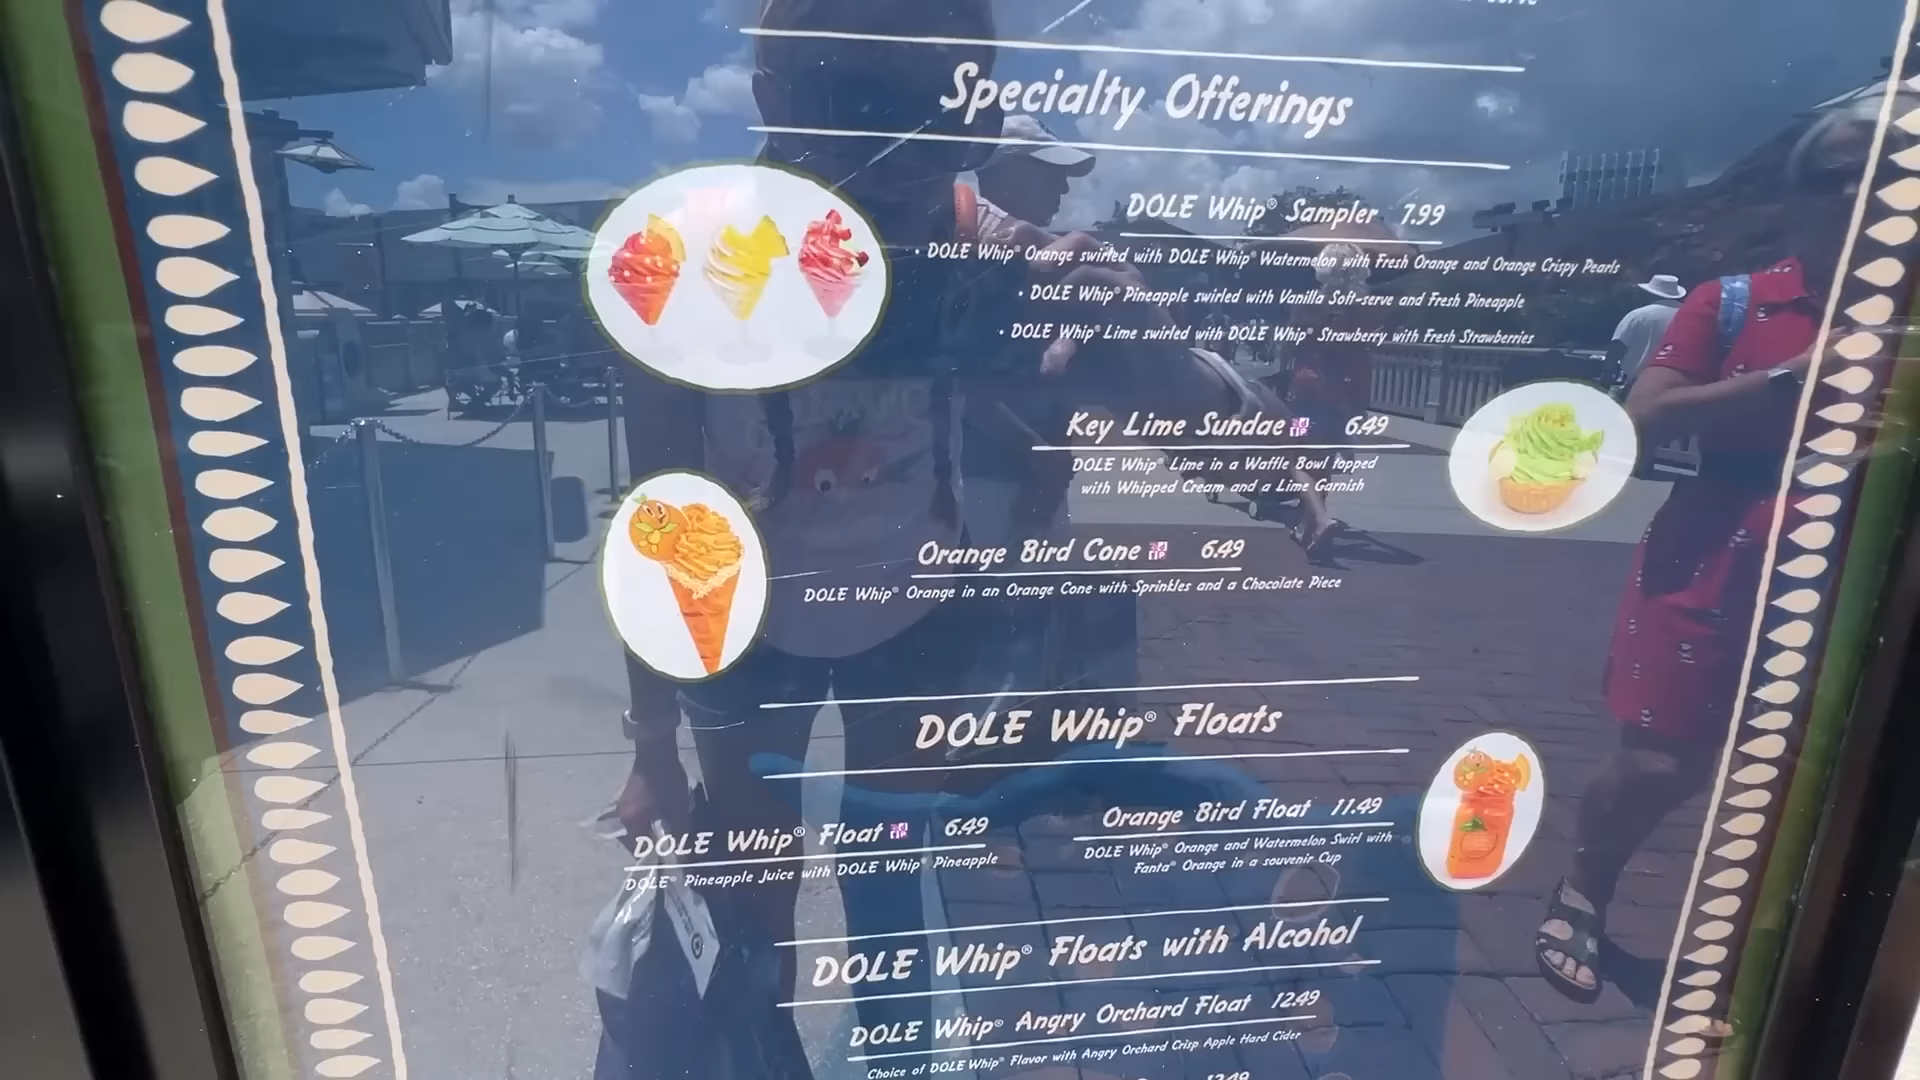 Specialty Offerings
DOLE Whip® Sampler 7.99
• DOLE Whip® Orange swirled with DOLE Whip® Watermelon with Fresh Orange and Orange Crispy Pearls
• DOLE Whip® Pineapple swirled with Vanilla Soft-serve and Fresh Pineapple
• DOLE Whip® Lime swirled with DOLE Whip® Strawberry with Fresh Strawberries
Key Lime Sundae 6.49
DOLE Whip® Lime in a Waffle Bowl topped
with Whipped Cream and a Lime Garnish
Orange Bird Cone 6.49
DOLE Whip® Orange in an Orange Cone with Sprinkles and a Chocolate Piece
DOLE Whip® Floats
DOLE Whip® Float 6.49
DOLE® Pineapple Juice with DOLE Whip® Pineapple
Orange Bird Float 11.49
DOLE Whip® Orange and Watermelon Swirl with
Fanta® Orange in a souvenir Cup
DOLE Whip® Floats with Alcohol
DOLE Whip® Angry Orchard Float 12.49
Choice of DOLE Whip® Flavor with Angry Orchard Crisp Apple Hard Cider